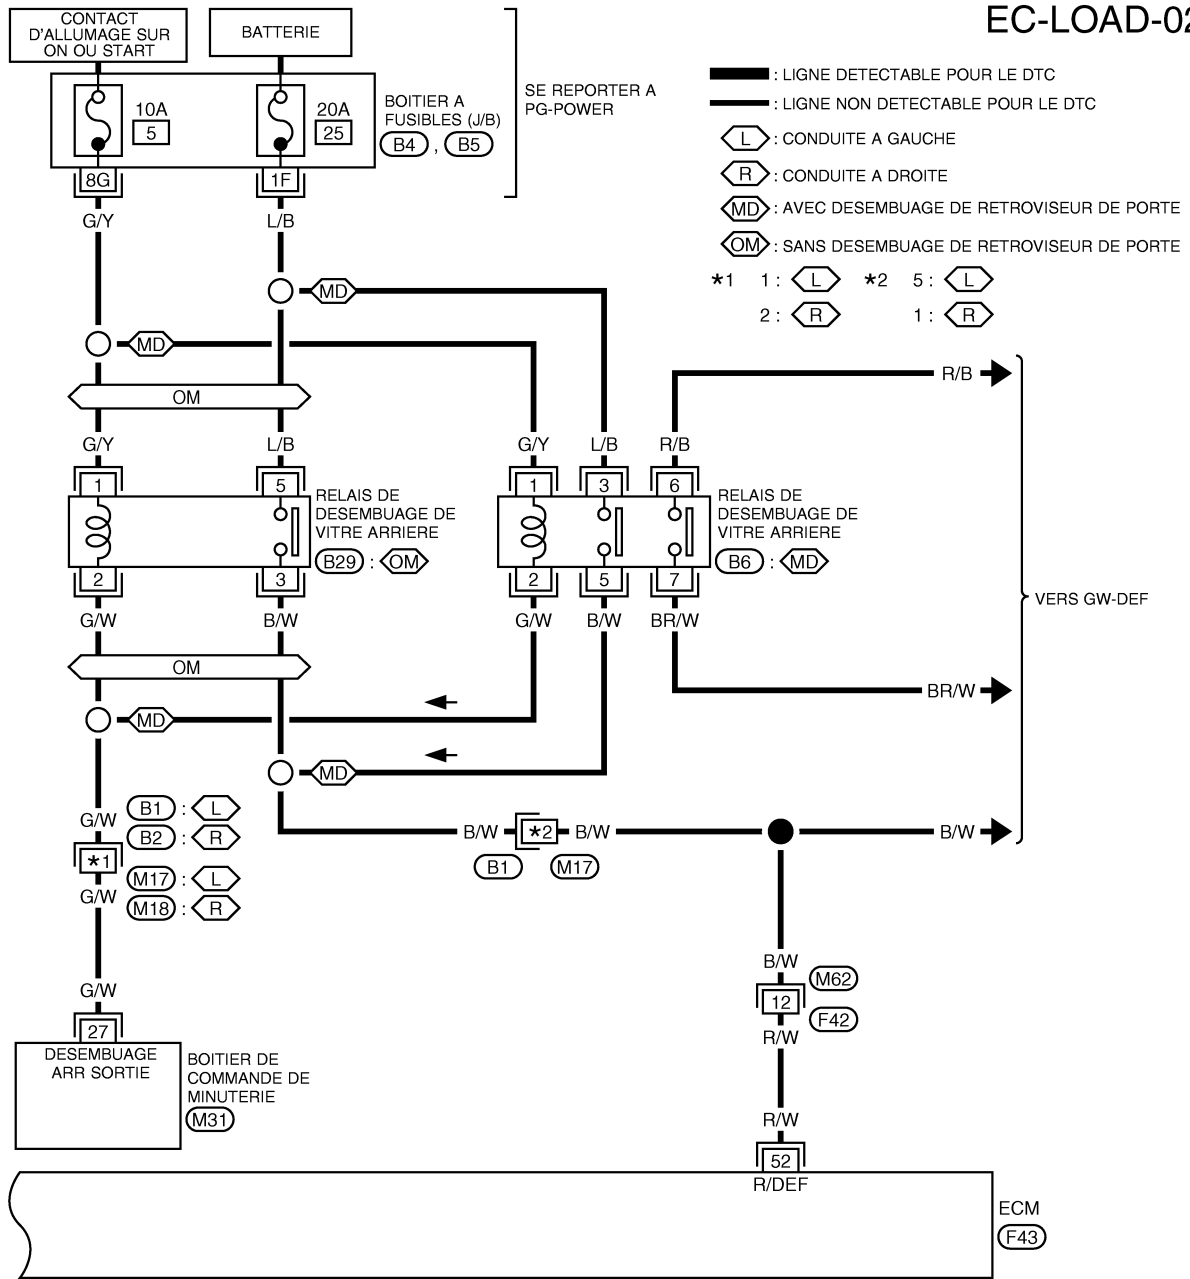 EC-LOAD-02
CONTACT
D'ALLUMAGE SUR
ON OU START
BATTERIE
10A
5
20A
25
BOITIER A
FUSIBLES (J/B)
B4 , B5
SE REPORTER A
PG-POWER
8G
1F
: LIGNE DETECTABLE POUR LE DTC
: LIGNE NON DETECTABLE POUR LE DTC
L : CONDUITE A GAUCHE
R : CONDUITE A DROITE
MD : AVEC DESEMBUAGE DE RETROVISEUR DE PORTE
OM : SANS DESEMBUAGE DE RETROVISEUR DE PORTE
*1 1 : L *2 5 : L
2 : R 1 : R
G/Y
L/B
MD
MD
OM
R/B
G/Y
L/B
G/Y
L/B
R/B
1
5
1
3
6
RELAIS DE
DESEMBUAGE DE
VITRE ARRIERE
B29 : OM
RELAIS DE
DESEMBUAGE DE
VITRE ARRIERE
B6 : MD
2
3
2
5
7
VERS GW-DEF
G/W
B/W
G/W
B/W
BR/W
OM
BR/W
MD
MD
G/W
B1 : L
B2 : R
*1
M17 : L
M18 : R
G/W
B/W
*2
B/W
B/W
B1
M17
B/W
M62
12
F42
R/W
G/W
27
DESEMBUAGE
ARR SORTIE
BOITIER DE
COMMANDE DE
MINUTERIE
M31
R/W
52
R/DEF
ECM
F43